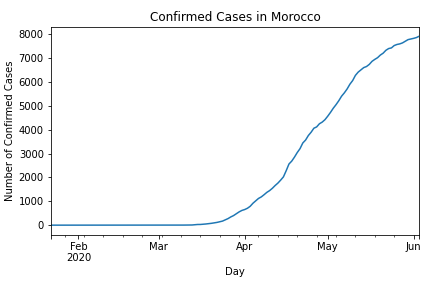 Confirmed Cases in Morocco
8000
7000
6000
5000
4000
3000
2000
1000
0
Number of Confirmed Cases
Feb Mar Apr May Jun
2020
Day